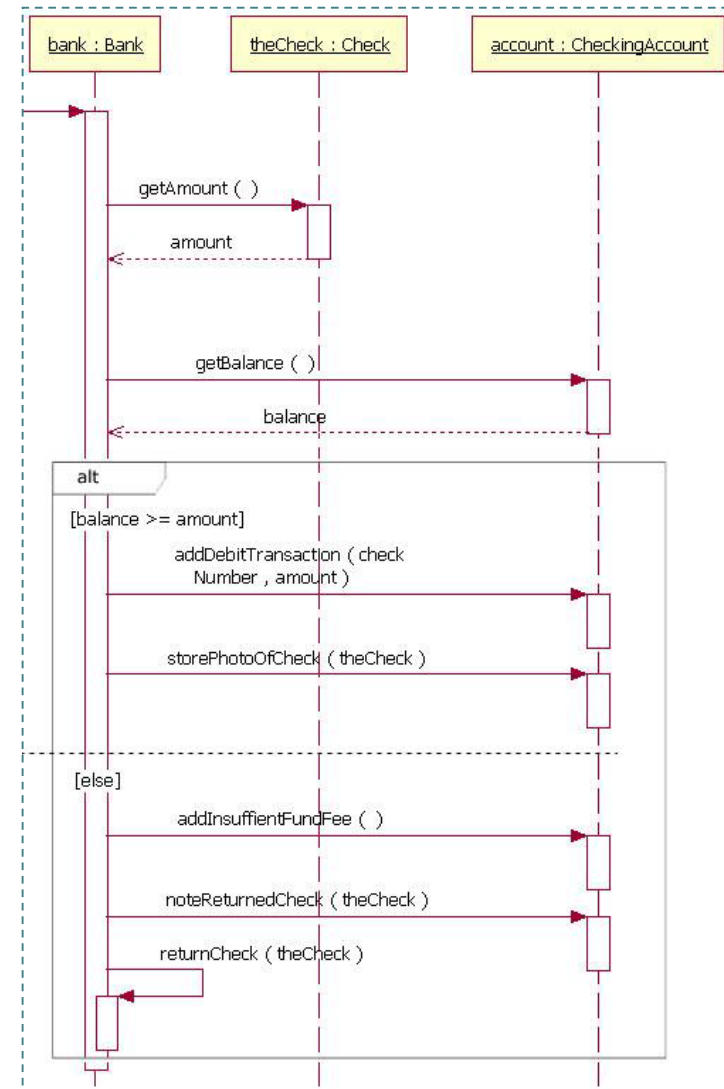 bank : Bank
theCheck : Check
account : CheckingAccount
getAmount ( )
amount
getBalance ( )
balance
alt
[balance >= amount]
addDebitTransaction ( check
Number , amount )
storePhotoOfCheck ( theCheck )
[else]
addInsuffientFundFee ( )
noteReturnedCheck ( theCheck )
returnCheck ( theCheck )